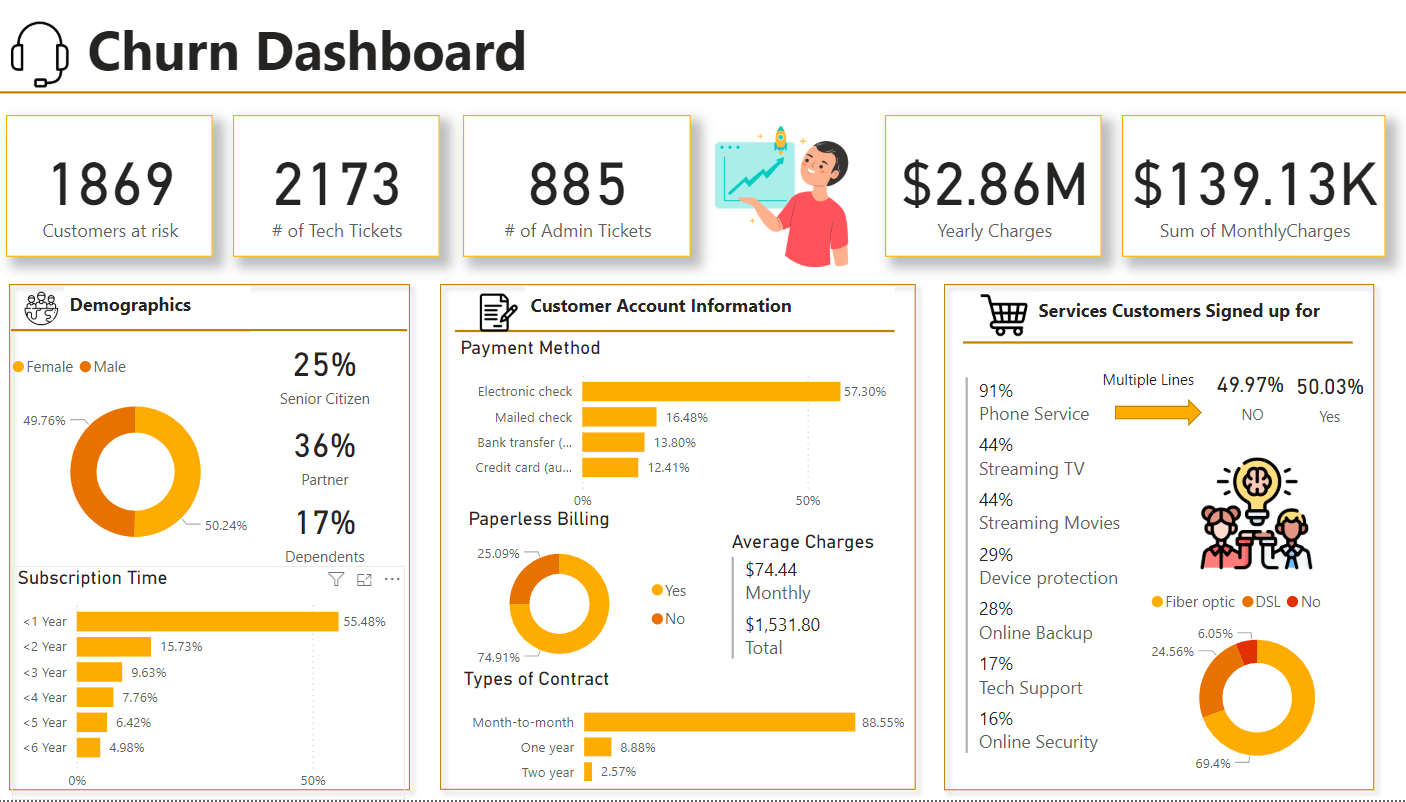 Churn Dashboard
1869
Customers at risk
2173
# of Tech Tickets
885
# of Admin Tickets
$2.86M
Yearly Charges
$139.13K
Sum of MonthlyCharges
Demographics
Female Male
49.76%
50.24%
25%
Senior Citizen
36%
Partner
17%
Dependents
Subscription Time
<1 Year 55.48%
<2 Year 15.73%
<3 Year 9.63%
<4 Year 7.76%
<5 Year 6.42%
<6 Year 4.98%
0% 50%
Customer Account Information
Payment Method
Electronic check 57.30%
Mailed check 16.48%
Bank transfer (... 13.80%
Credit card (au... 12.41%
0% 50%
Paperless Billing
25.09%
74.91%
Yes
No
Average Charges
$74.44
Monthly
$1,531.80
Total
Types of Contract
Month-to-month 88.55%
One year 8.88%
Two year 2.57%
Services Customers Signed up for
91%
Phone Service
44%
Streaming TV
44%
Streaming Movies
29%
Device protection
28%
Online Backup
17%
Tech Support
16%
Online Security
Multiple Lines
49.97%
NO
50.03%
Yes
Fiber optic DSL No
6.05%
24.56%
69.4%